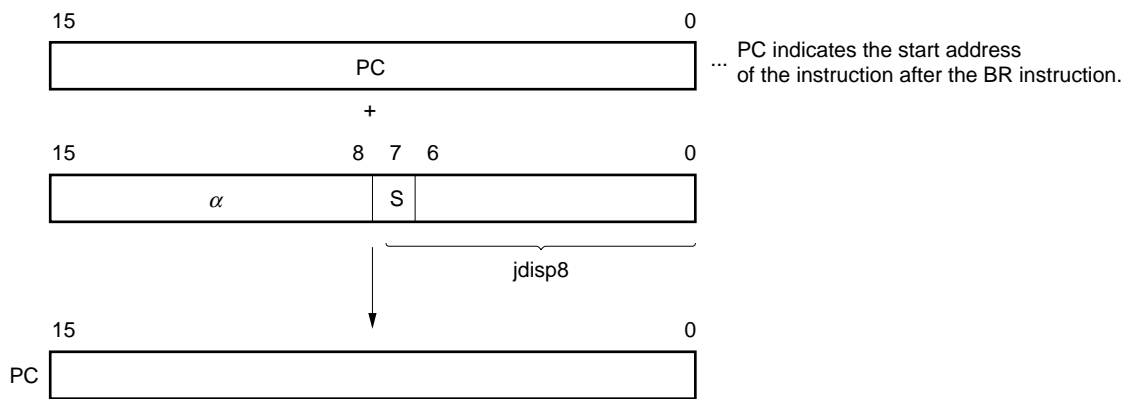 15 0
PC
... PC indicates the start address
of the instruction after the BR instruction.
+
15 8 7 6 0
α S
jdisp8
15 0
PC